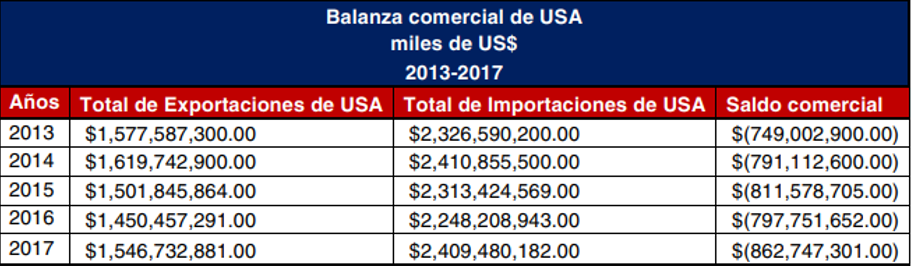 Balanza comercial de USA
miles de US$
2013-2017
Años Total de Exportaciones de USA Total de Importaciones de USA Saldo comercial
2013 $1,577,587,300.00 $2,326,590,200.00 $(749,002,900.00)
2014 $1,619,742,900.00 $2,410,855,500.00 $(791,112,600.00)
2015 $1,501,845,864.00 $2,313,424,569.00 $(811,578,705.00)
2016 $1,450,457,291.00 $2,248,208,943.00 $(797,751,652.00)
2017 $1,546,732,881.00 $2,409,480,182.00 $(862,747,301.00)